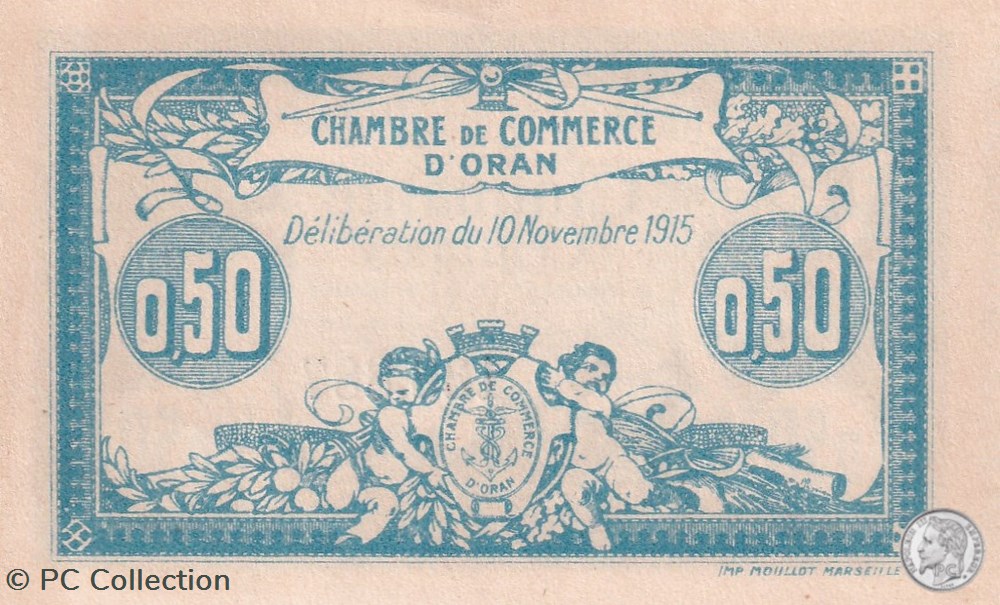 CHAMBRE DE COMMERCE
D'ORAN
Délibération du 10 Novembre 1915
0,50
0,50
CHAMBRE DE COMMERCE
D'ORAN
IMP MOULLOT MARSEILLE
© PC Collection
PC